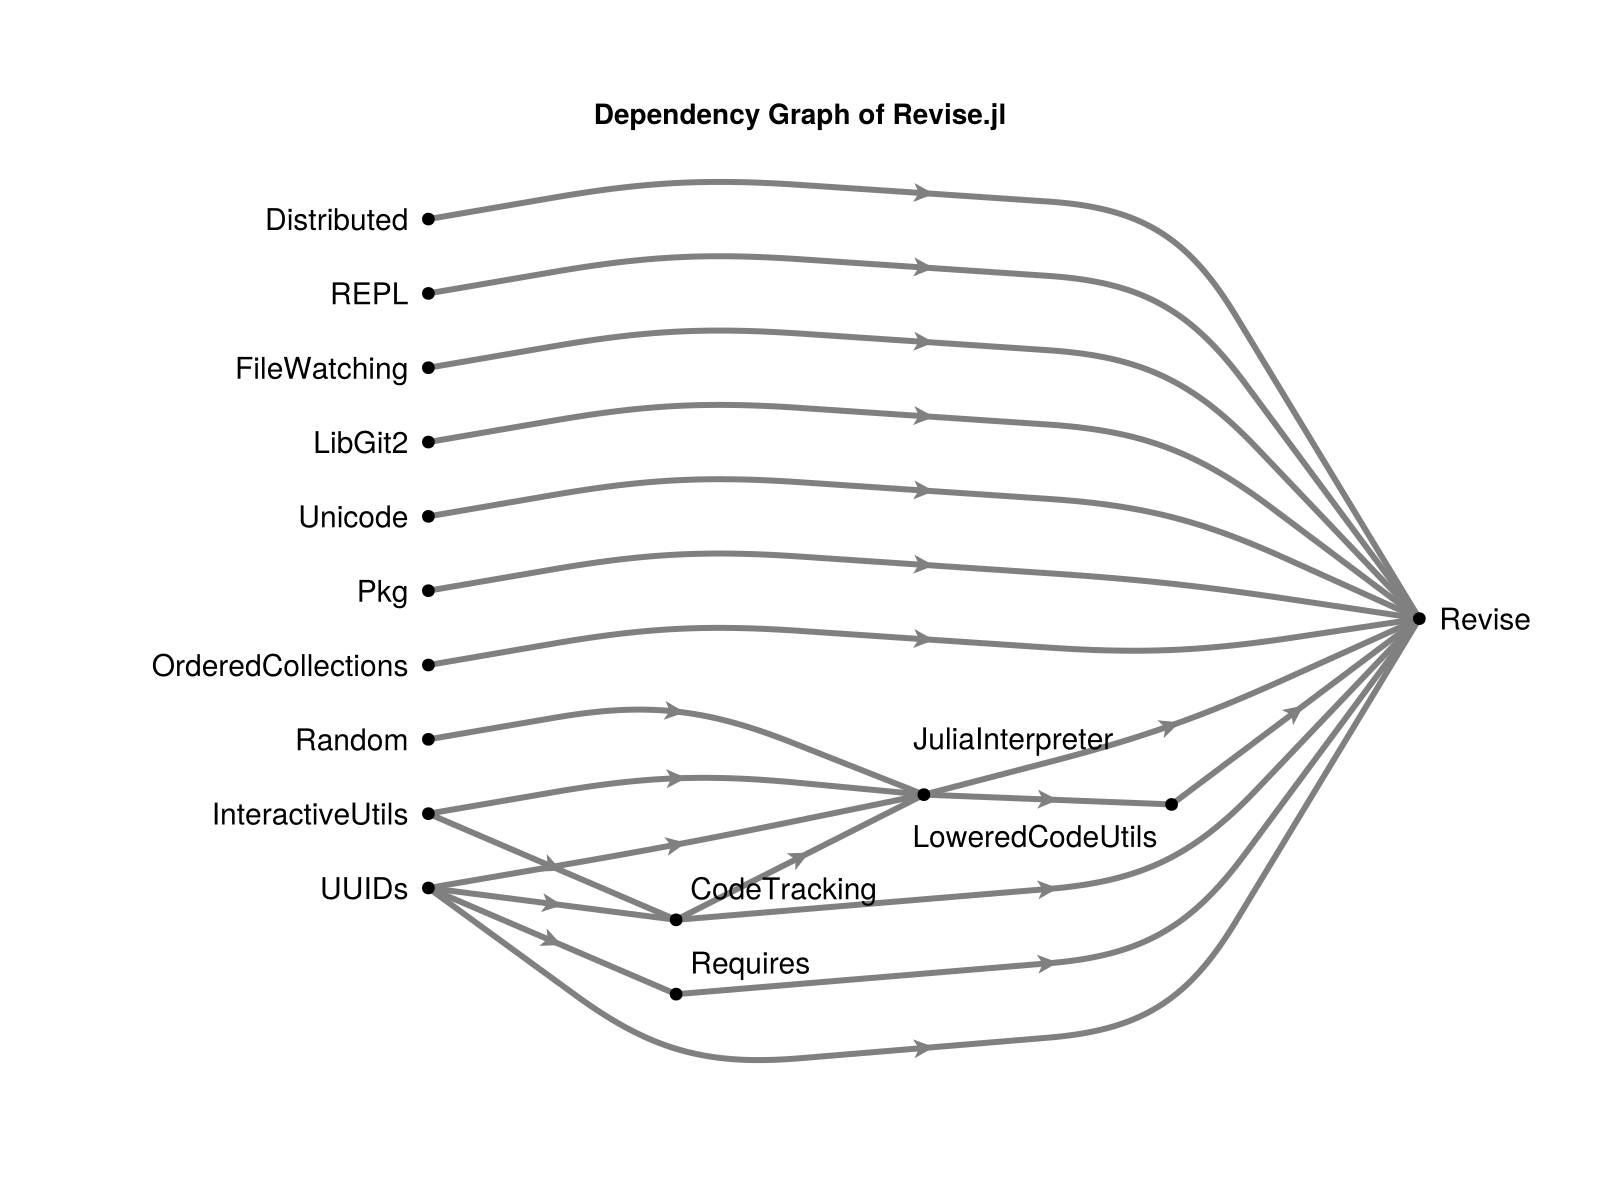 Dependency Graph of Revise.jl
Distributed
REPL
FileWatching
LibGit2
Unicode
Pkg
Revise
OrderedCollections
Random
JuliaInterpreter
InteractiveUtils
LoweredCodeUtils
UUIDs
CodeTracking
Requires